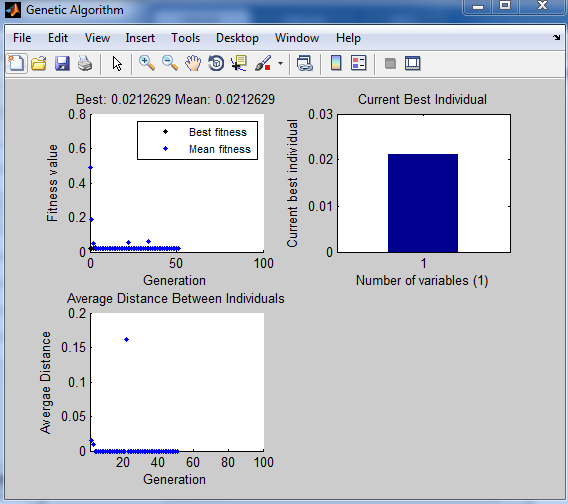 Genetic Algorithm
File Edit View Insert Tools Desktop Window Help
Best: 0.0212629 Mean: 0.0212629
0.8
0.6
0.4
0.2
0
Fitness value
Best fitness
Mean fitness
0 50 100
Generation
Current Best Individual
0.03
0.02
0.01
0
Current best individual
1
Number of variables (1)
Average Distance Between Individuals
0.2
0.15
0.1
0.05
0
Avergae Distance
20 40 60 80 100
Generation